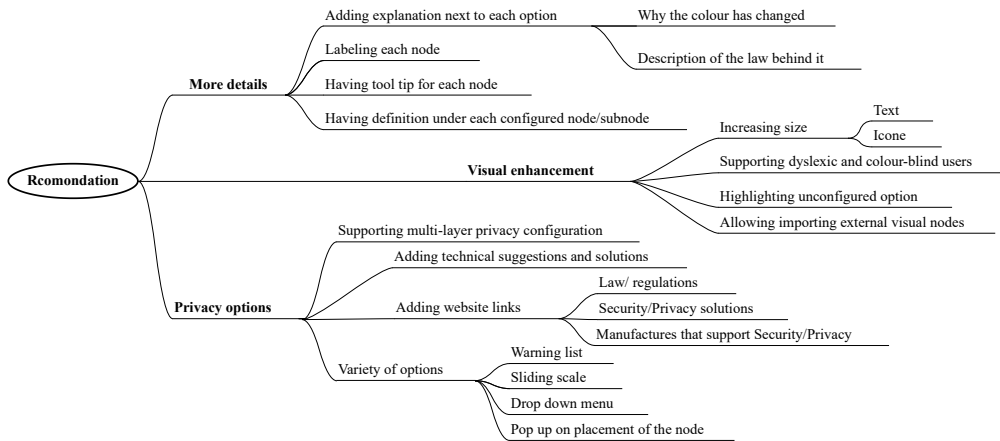 Rcomondation
More details
Adding explanation next to each option
Why the colour has changed
Description of the law behind it
Labeling each node
Having tool tip for each node
Having definition under each configured node/subnode
Visual enhancement
Increasing size
Text
Icone
Supporting dyslexic and colour-blind users
Highlighting unconfigured option
Allowing importing external visual nodes
Privacy options
Supporting multi-layer privacy configuration
Adding technical suggestions and solutions
Adding website links
Law/ regulations
Security/Privacy solutions
Manufactures that support Security/Privacy
Variety of options
Warning list
Sliding scale
Drop down menu
Pop up on placement of the node